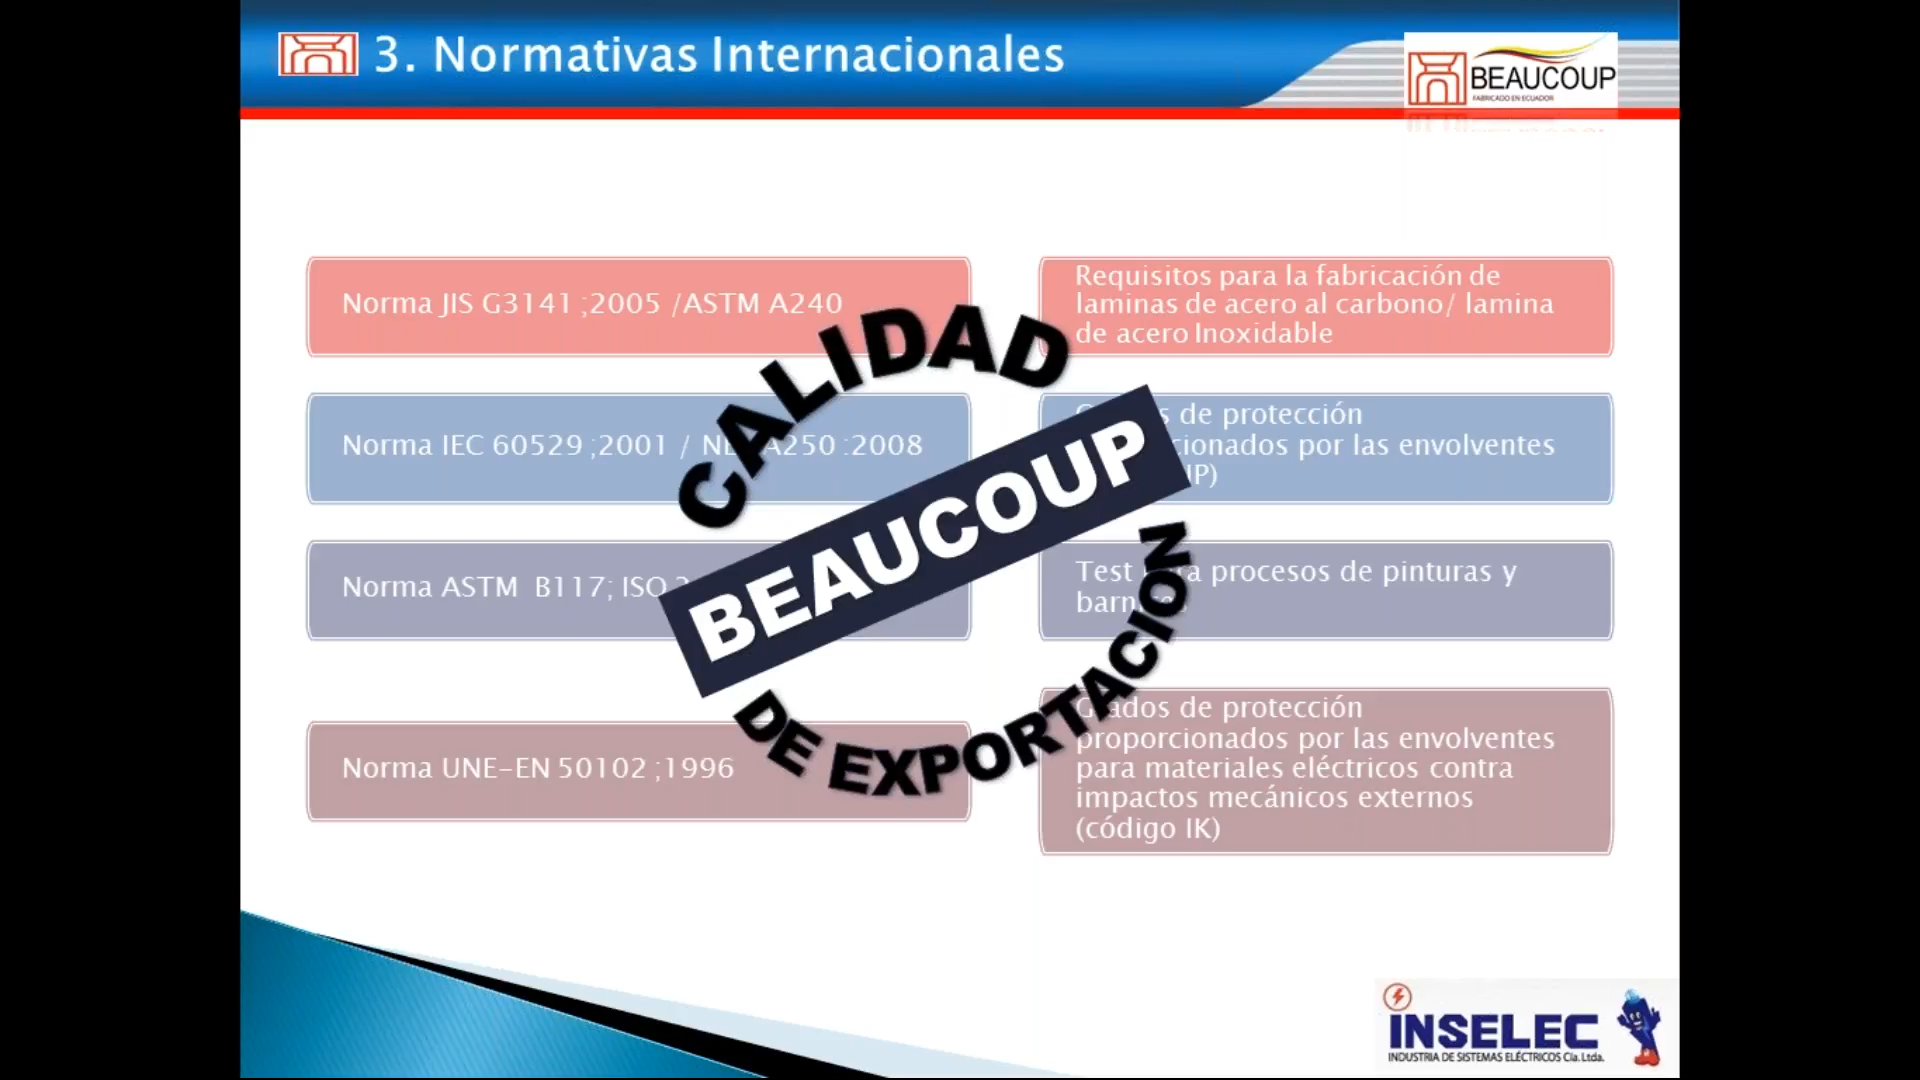 3. Normativas Internacionales
BEAUCOUP
FABRICADO EN ECUADOR
Norma JIS G3141 ;2005 /ASTM A240
Requisitos para la fabricación de
laminas de acero al carbono/ lamina
de acero Inoxidable
Norma IEC 60529 ;2001 / A250 :2008
de protección
por las envolventes
IP)
Norma ASTM B117; ISO
Test procesos de pinturas y
Norma UNE-EN 50102 ;1996
Grados de protección
proporcionados por las envolventes
para materiales eléctricos contra
impactos mecánicos externos
(código IK)
CALIDAD
BEAUCOUP
DE EXPORTACION
INSELEC
INDUSTRIA DE SISTEMAS ELÉCTRICOS Cía. Ltda.